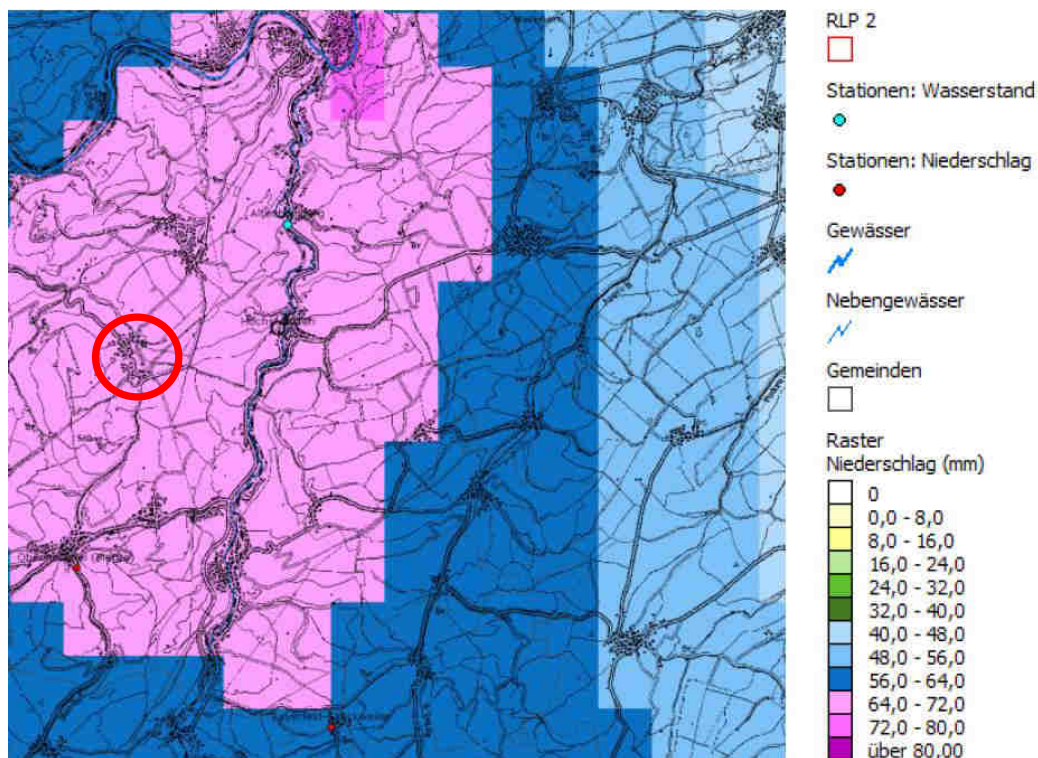 RLP 2
Stationen: Wasserstand
Stationen: Niederschlag
Gewässer
Nebengewässer
Gemeinden
Raster
Niederschlag (mm)
0
0,0 - 8,0
8,0 - 16,0
16,0 - 24,0
24,0 - 32,0
32,0 - 40,0
40,0 - 48,0
48,0 - 56,0
56,0 - 64,0
64,0 - 72,0
72,0 - 80,0
über 80,00